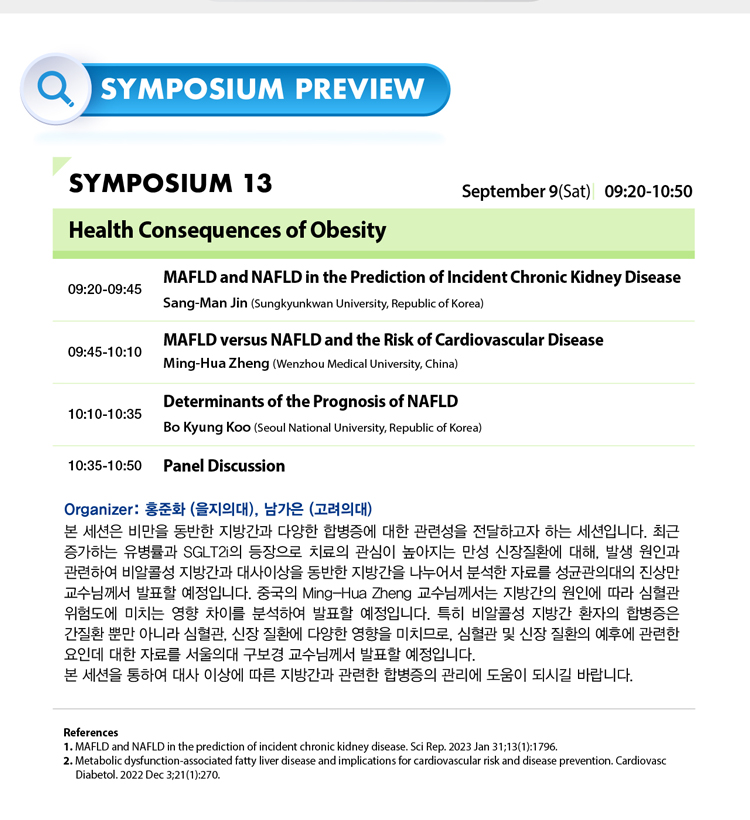 SYMPOSIUM PREVIEW
SYMPOSIUM 13
September 9(Sat) 09:20-10:50
Health Consequences of Obesity
09:20-09:45
MAFLD and NAFLD in the Prediction of Incident Chronic Kidney Disease
Sang-Man Jin (Sungkyunkwan University, Republic of Korea)
09:45-10:10
MAFLD versus NAFLD and the Risk of Cardiovascular Disease
Ming-Hua Zheng (Wenzhou Medical University, China)
10:10-10:35
Determinants of the Prognosis of NAFLD
Bo Kyung Koo (Seoul National University, Republic of Korea)
10:35-10:50 Panel Discussion
Organizer: 홍준화 (을지의대), 남가은 (고려의대)
본 세션은 비만을 동반한 지방간과 다양한 합병증에 대한 관련성을 전달하고자 하는 세션입니다. 최근
증가하는 유병률과 SGLT2i의 등장으로 치료의 관심이 높아지는 만성 신장질환에 대해, 발생 원인과
관련하여 비알콜성 지방간과 대사이상을 동반한 지방간을 나누어서 분석한 자료를 성균관의대의 진상만
교수님께서 발표할 예정입니다. 중국의 Ming-Hua Zheng 교수님께서는 지방간의 원인에 따라 심혈관
위험도에 미치는 영향 차이를 분석하여 발표할 예정입니다. 특히 비알콜성 지방간 환자의 합병증은
간질환 뿐만 아니라 심혈관, 신장 질환에 다양한 영향을 미치므로, 심혈관 및 신장 질환의 예후에 관련한
요인데 대한 자료를 서울의대 구보경 교수님께서 발표할 예정입니다.
본 세션을 통하여 대사 이상에 따른 지방간과 관련한 합병증의 관리에 도움이 되시길 바랍니다.
References
1. MAFLD and NAFLD in the prediction of incident chronic kidney disease. Sci Rep. 2023 Jan 31;13(1):1796.
2. Metabolic dysfunction-associated fatty liver disease and implications for cardiovascular risk and disease prevention. Cardiovasc
Diabetol. 2022 Dec 3;21(1):270.